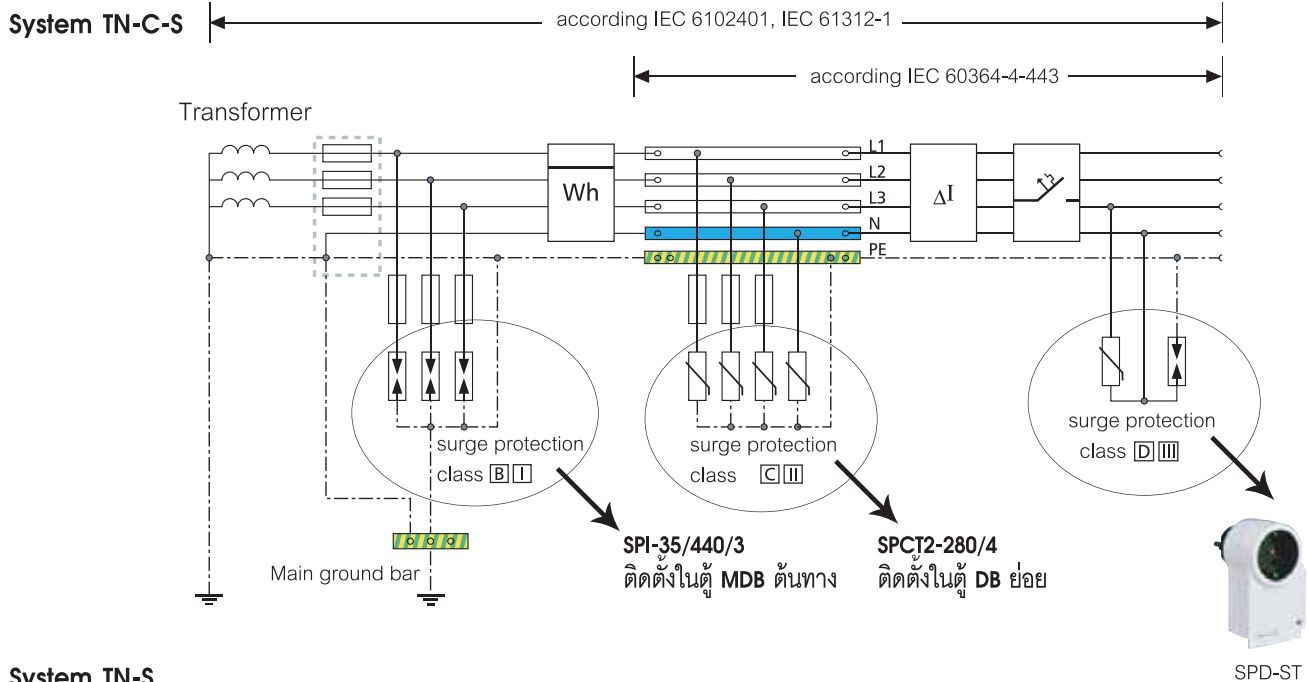 System TN-C-S
according IEC 6102401, IEC 61312-1
according IEC 60364-4-443
Transformer
L1
L2
L3
N
PE
Wh
ΔI
surge protection
class B I
surge protection
class C II
surge protection
class D III
SPI-35/440/3
ติดตั้งในตู้ MDB ต้นทาง
SPCT2-280/4
ติดตั้งในตู้ DB ย่อย
Main ground bar
SPD-ST
System TN-S